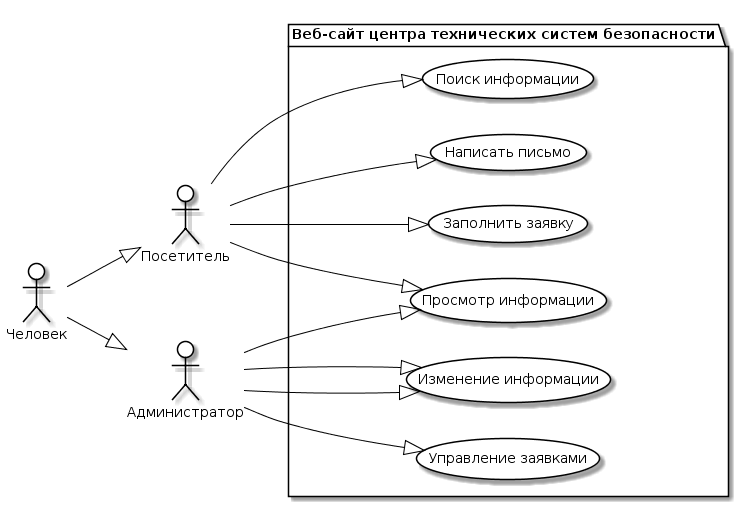 Веб-сайт центра технических систем безопасности
Поиск информации
Написать письмо
Заполнить заявку
Посетитель
Просмотр информации
Человек
Изменение информации
Администратор
Управление заявками